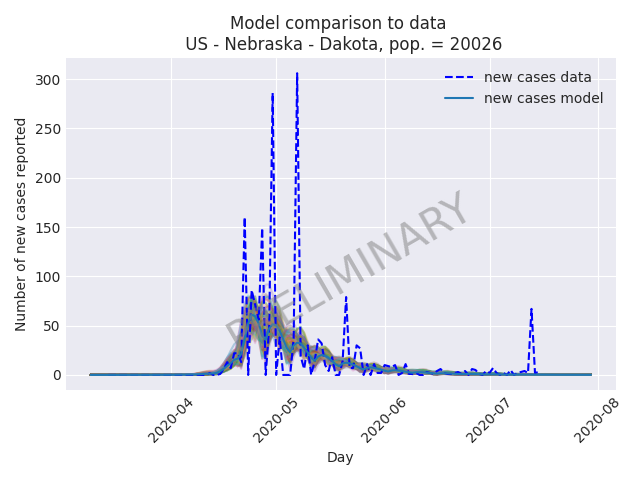 Model comparison to data
US - Nebraska - Dakota, pop. = 20026
new cases data
new cases model
Number of new cases reported
300
250
200
150
100
50
0
PRELIMINARY
2020-04
2020-05
2020-06
2020-07
2020-08
Day